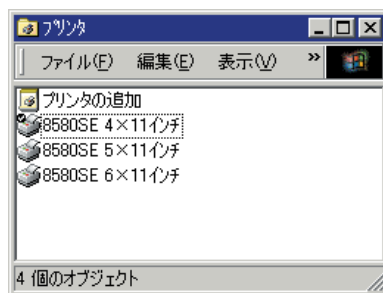 プリンタ
ファイル(F) 編集(E) 表示(V) »
プリンタの追加
8580SE 4×11インチ
8580SE 5×11インチ
8580SE 6×11インチ
4 個のオブジェクト